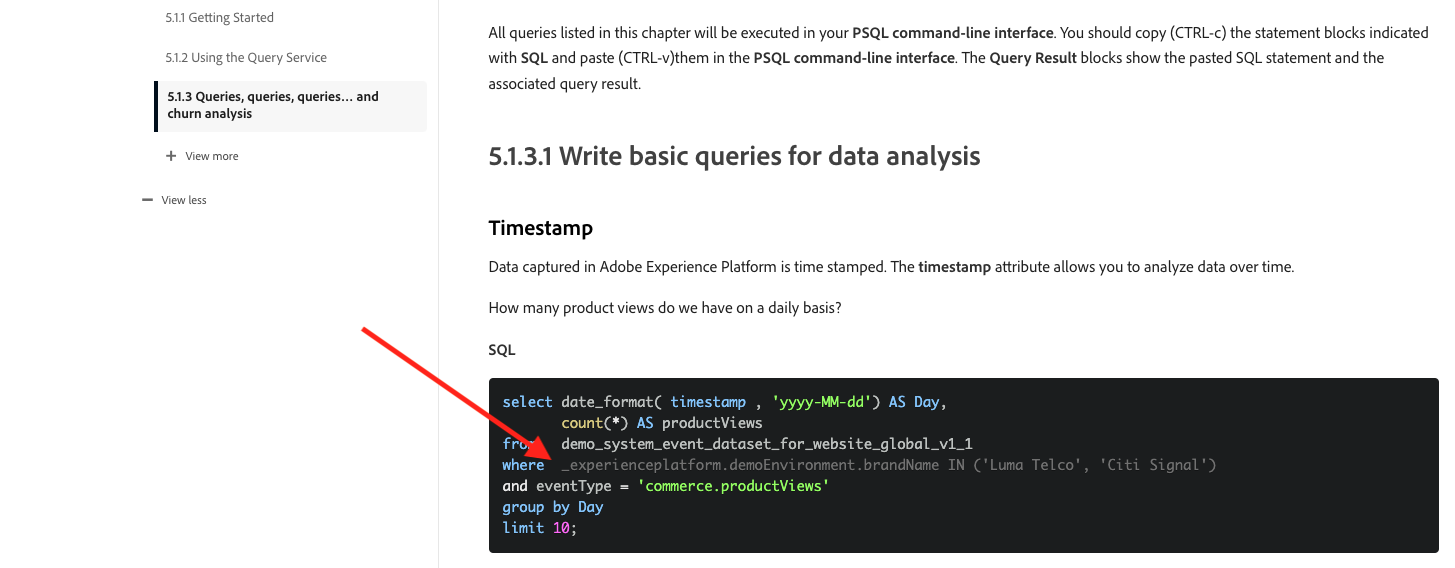 5.1.1 Getting Started
5.1.2 Using the Query Service
5.1.3 Queries, queries, queries… and
churn analysis
View more
View less
All queries listed in this chapter will be executed in your PSQL command-line interface. You should copy (CTRL-c) the statement blocks indicated
with SQL and paste (CTRL-v)them in the PSQL command-line interface. The Query Result blocks show the pasted SQL statement and the
associated query result.
5.1.3.1 Write basic queries for data analysis
Timestamp
Data captured in Adobe Experience Platform is time stamped. The timestamp attribute allows you to analyze data over time.
How many product views do we have on a daily basis?
SQL
select date_format( timestamp , 'yyyy-MM-dd') AS Day,
count(*) AS productViews
from demo_system_event_dataset_for_website_global_v1_1
where _experienceplatform.demoEnvironment.brandName IN ('Luma Telco', 'Citi Signal')
and eventType = 'commerce.productViews'
group by Day
limit 10;